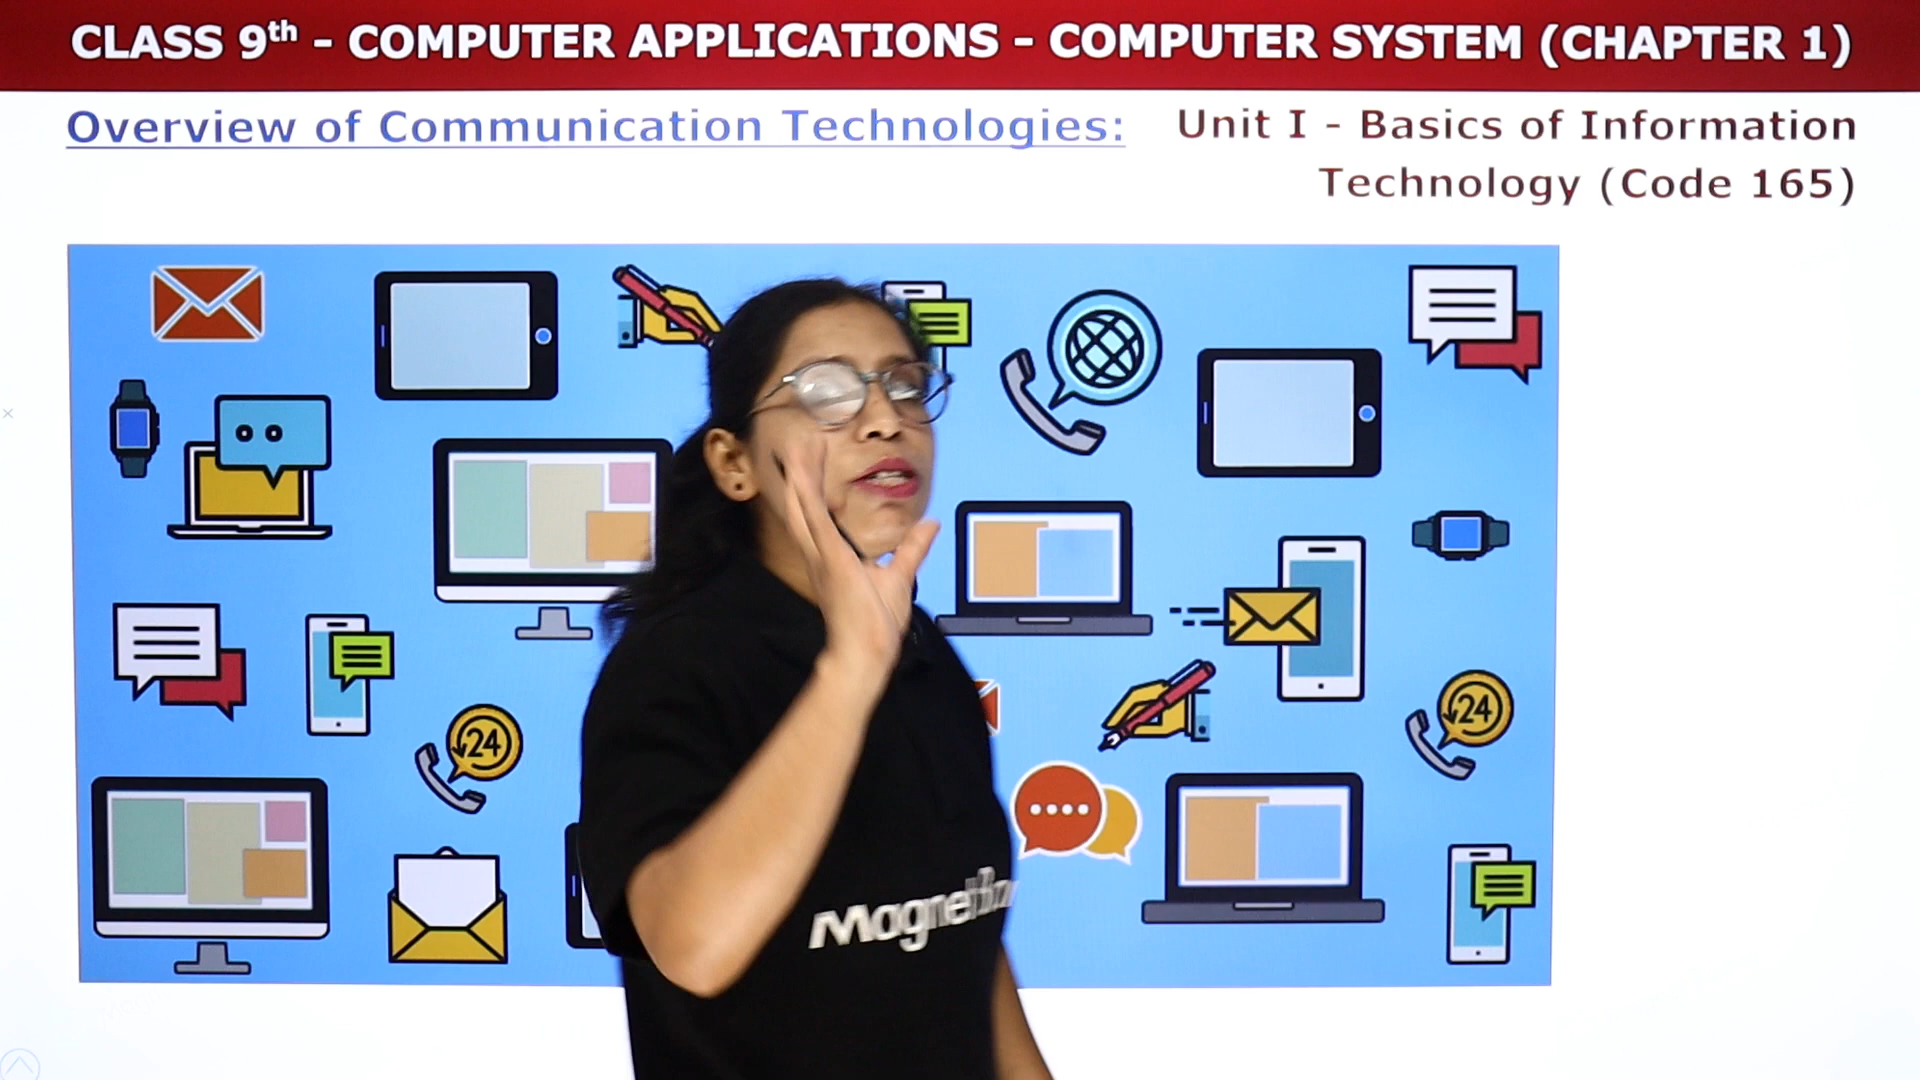 CLASS 9th - COMPUTER APPLICATIONS - COMPUTER SYSTEM (CHAPTER 1)
Overview of Communication Technologies:
Unit I - Basics of Information
Technology (Code 165)
24
24